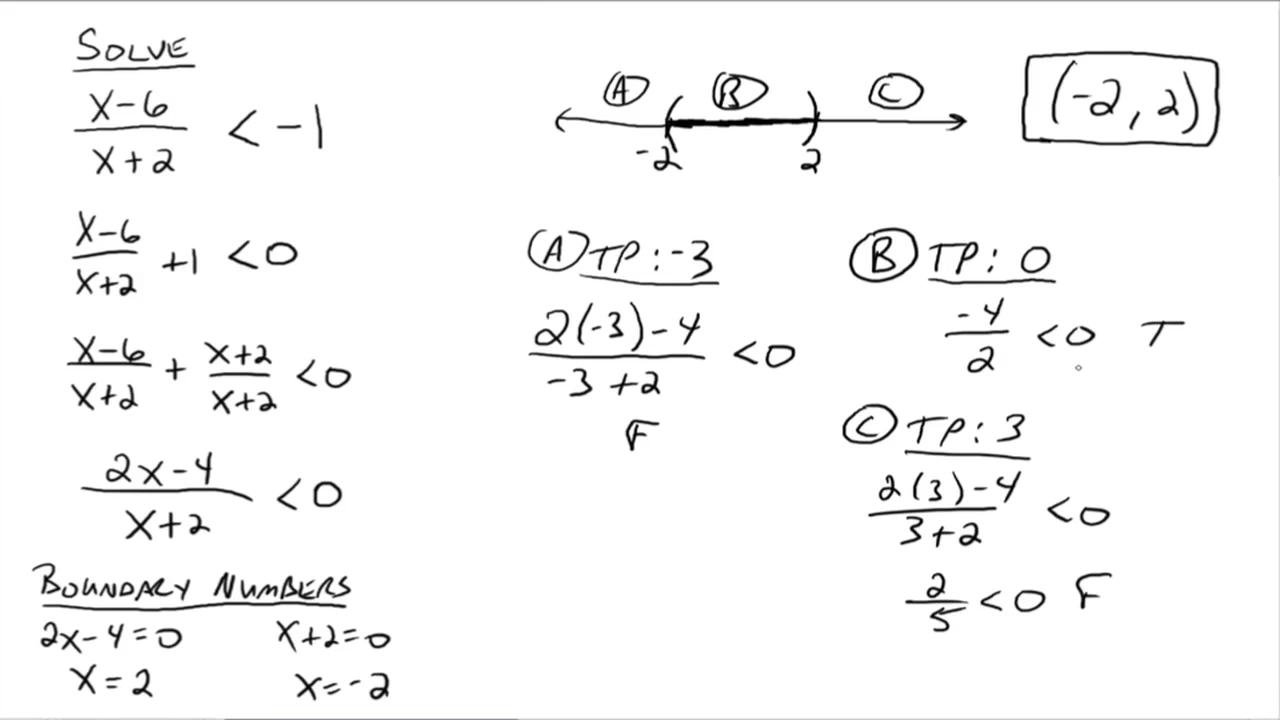 SOLVE
x-6/x+2 < -1
x-6/x+2 +1 < 0
x-6/x+2 + x+2/x+2 < 0
2x-4/x+2 < 0
BOUNDARY NUMBERS
2x-4=0 x+2=0
x=2 x=-2
A B C
-2 2
(-2, 2)
A TP: -3
2(-3)-4/-3+2 < 0
F
B TP: 0
-4/2 < 0 T
C TP: 3
2(3)-4/3+2 < 0
2/5 < 0 F